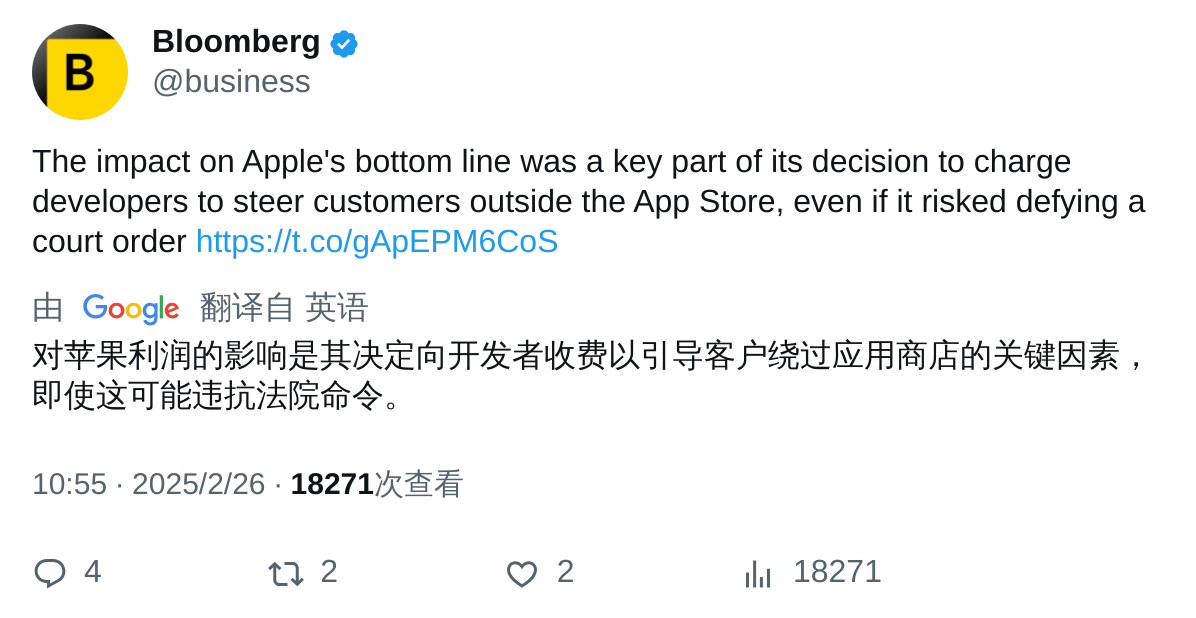 B
Bloomberg
@business
The impact on Apple's bottom line was a key part of its decision to charge
developers to steer customers outside the App Store, even if it risked defying a
court order https://t.co/gApEPM6CoS
由 Google 翻译自 英语
对苹果利润的影响是其决定向开发者收费以引导客户绕过应用商店的关键因素，
即使这可能违抗法院命令。
10:55 · 2025/2/26 · 18271次查看
4 2 2 18271